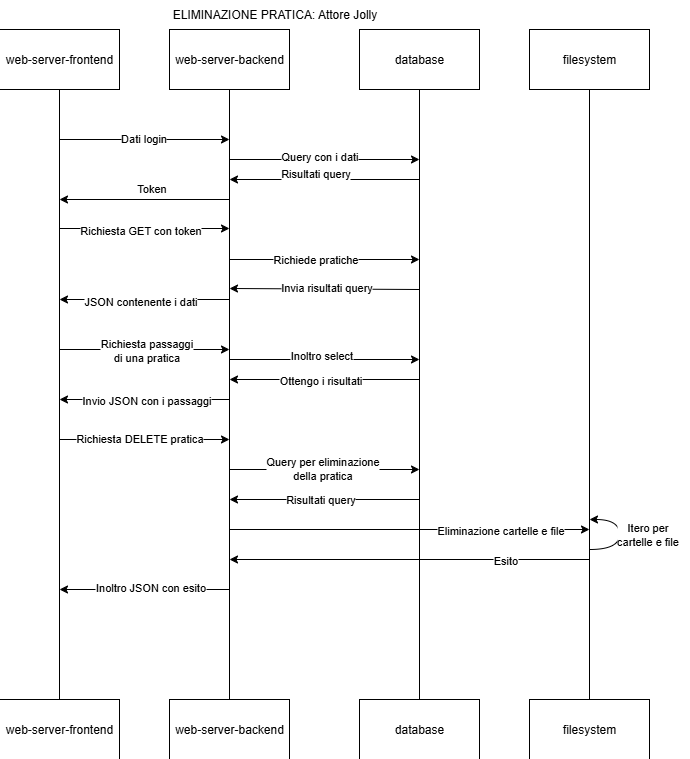 ELIMINAZIONE PRATICA: Attore Jolly
web-server-frontend
web-server-backend
database
filesystem
Dati login
Query con i dati
Risultati query
Token
Richiesta GET con token
Richiede pratiche
Invia risultati query
JSON contenente i dati
Richiesta passaggi
di una pratica
Inoltro select
Ottengo i risultati
Invio JSON con i passaggi
Richiesta DELETE pratica
Query per eliminazione
della pratica
Risultati query
Eliminazione cartelle e file
Itero per
cartelle e file
Esito
Inoltro JSON con esito
web-server-frontend
web-server-backend
database
filesystem